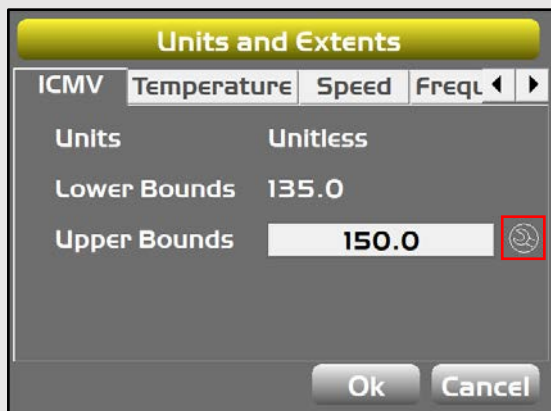 Units and Extents
ICMV Temperature Speed Frequ
Units Unitless
Lower Bounds 135.0
Upper Bounds 150.0
Ok Cancel